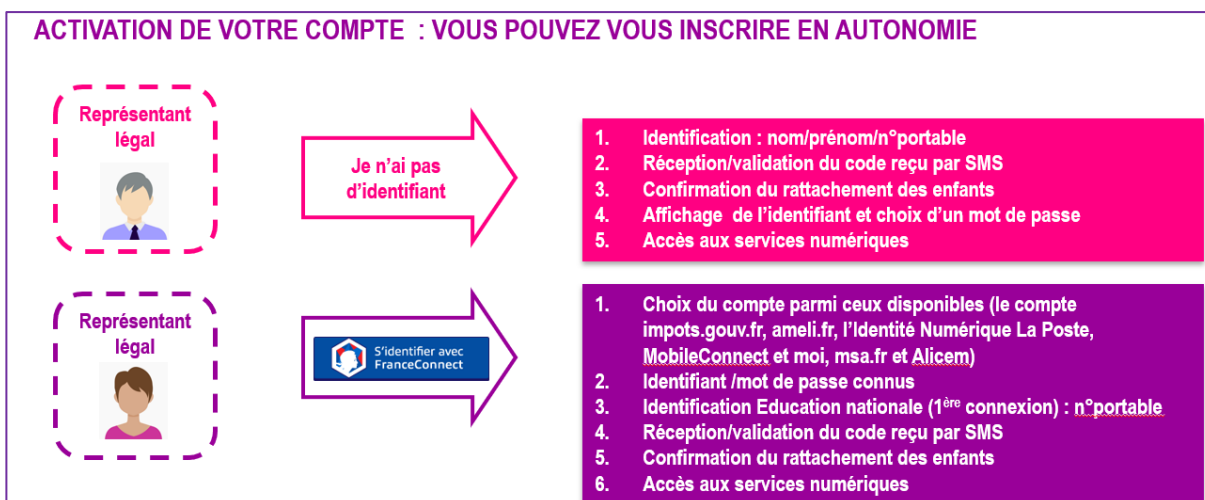 ACTIVATION DE VOTRE COMPTE : VOUS POUVEZ VOUS INSCRIRE EN AUTONOMIE
Représentant
légal
Je n'ai pas
d'identifiant
1. Identification : nom/prénom/n°portable
2. Réception/validation du code reçu par SMS
3. Confirmation du rattachement des enfants
4. Affichage de l'identifiant et choix d'un mot de passe
5. Accès aux services numériques
Représentant
légal
S'identifier avec
FranceConnect
1. Choix du compte parmi ceux disponibles (le compte
impots.gouv.fr, ameli.fr, l'Identité Numérique La Poste,
MobileConnect et moi, msa.fr et Alicem)
2. Identifiant /mot de passe connus
3. Identification Education nationale (1ère connexion) : n°portable
4. Réception/validation du code reçu par SMS
5. Confirmation du rattachement des enfants
6. Accès aux services numériques